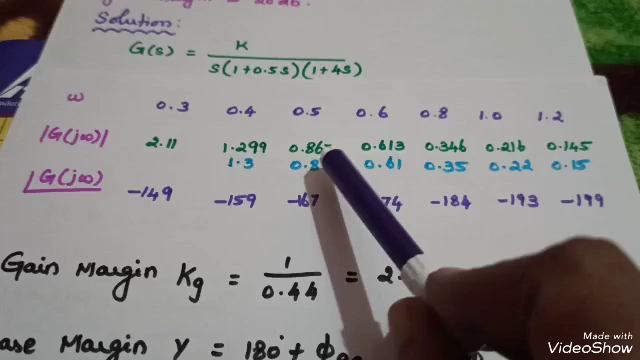 Solution:
G(s) = K / s(1+0.5s)(1+4s)
ω 0.3 0.4 0.5 0.6 0.8 1.0 1.2
|G(jω)| 2.11 1.299 0.613 0.346 0.216 0.145
1.3 0.61 0.35 0.22 0.15
∠G(jω) -149 -159 -167 -184 -193 -199
Gain Margin Kg = 1 / 0.44 =
Margin γ = 180° +
Made with
VideoShow